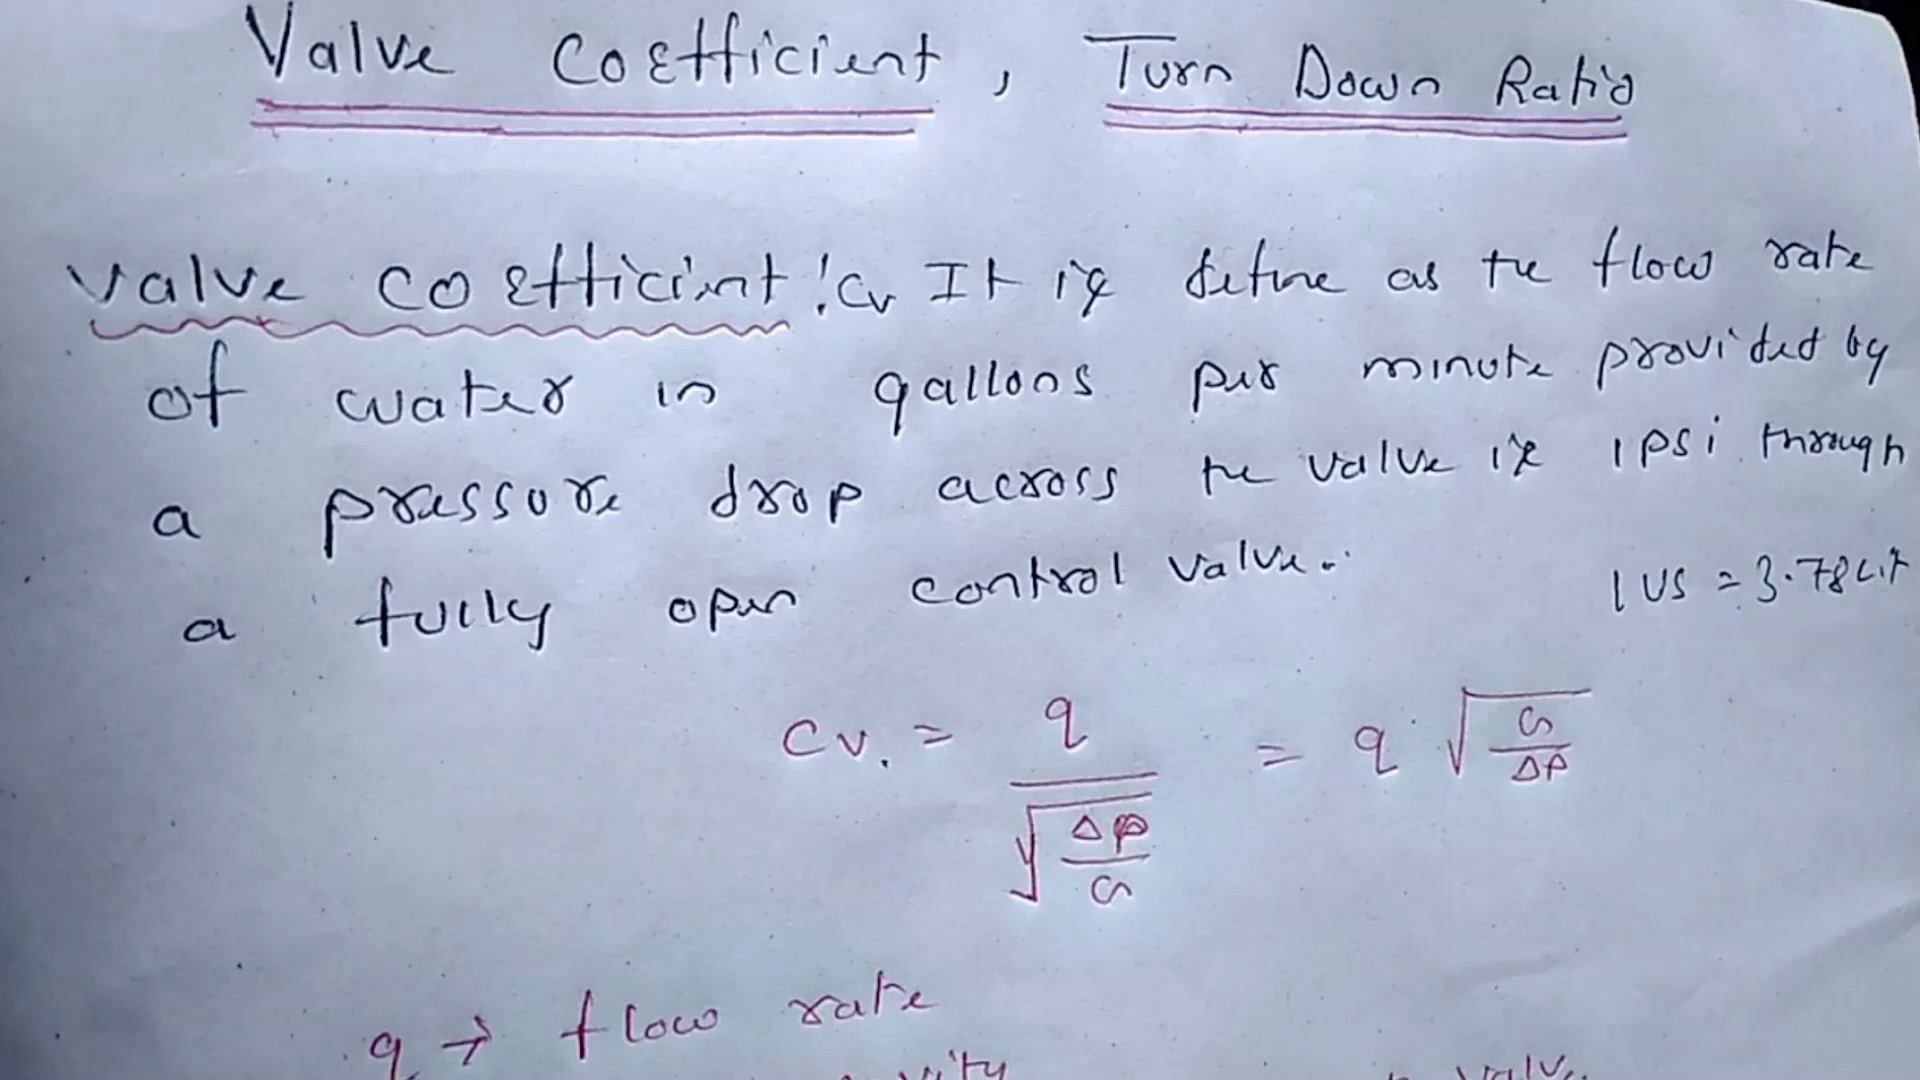 Valve Coefficient, Turn Down Ratio
Valve coefficient: Cv It is define as the flow rate
of water in gallons per minute provided by
a pressure drop across the valve is 1 psi through
a fully open control valve.
1 US = 3.78 Lit
Cv. = q / √(ΔP/G) = q √(G/ΔP)
q → flow rate